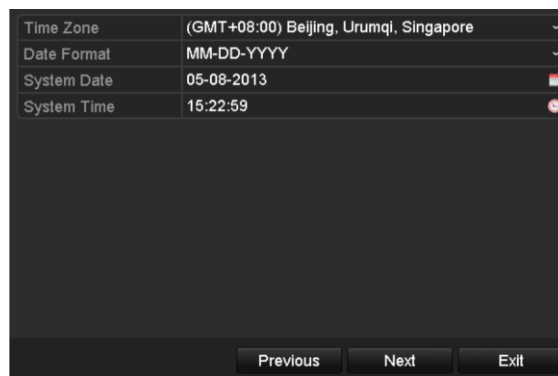 Time Zone (GMT+08:00) Beijing, Urumqi, Singapore
Date Format MM-DD-YYYY
System Date 05-08-2013
System Time 15:22:59
Previous Next Exit